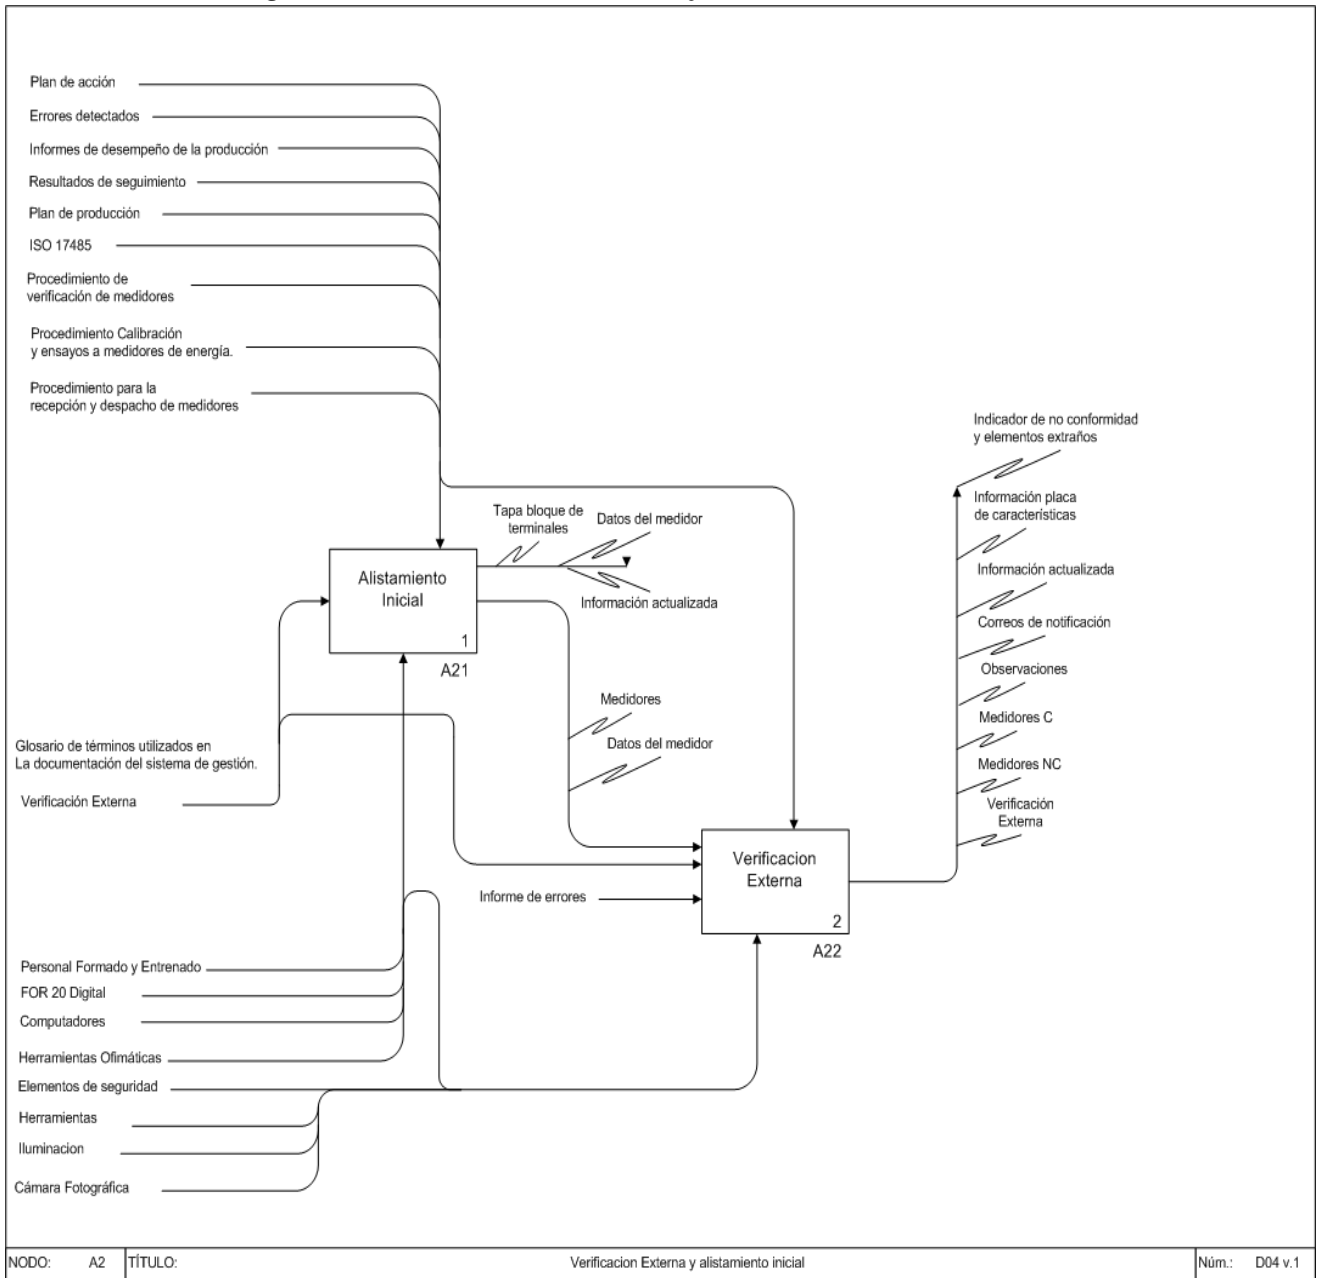 Plan de acción
Errores detectados
Informes de desempeño de la producción
Resultados de seguimiento
Plan de producción
ISO 17485
Procedimiento de
verificación de medidores
Procedimiento Calibración
y ensayos a medidores de energía.
Procedimiento para la
recepción y despacho de medidores
Indicador de no conformidad
y elementos extraños
Información placa
de características
Información actualizada
Correos de notificación
Observaciones
Medidores C
Medidores NC
Verificación
Externa
Tapa bloque de
terminales
Datos del medidor
Información actualizada
Alistamiento
Inicial
1
A21
Medidores
Datos del medidor
Glosario de términos utilizados en
La documentación del sistema de gestión.
Verificación Externa
Verificacion
Externa
2
A22
Informe de errores
Personal Formado y Entrenado
FOR 20 Digital
Computadores
Herramientas Ofimáticas
Elementos de seguridad
Herramientas
Iluminacion
Cámara Fotográfica
NODO: A2 TÍTULO: Verificacion Externa y alistamiento inicial Núm.: D04 v.1